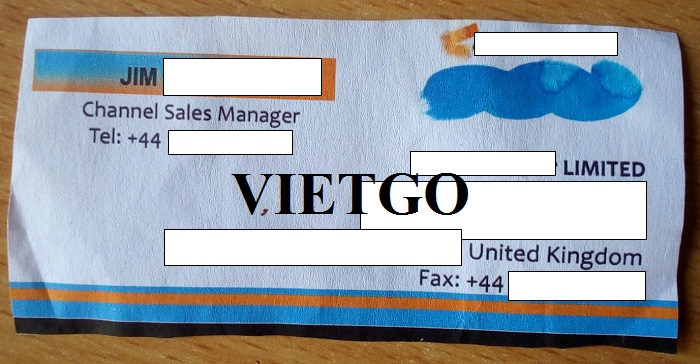 JIM
Channel Sales Manager
Tel: +44
LIMITED
VIETGO
United Kingdom
Fax: +44